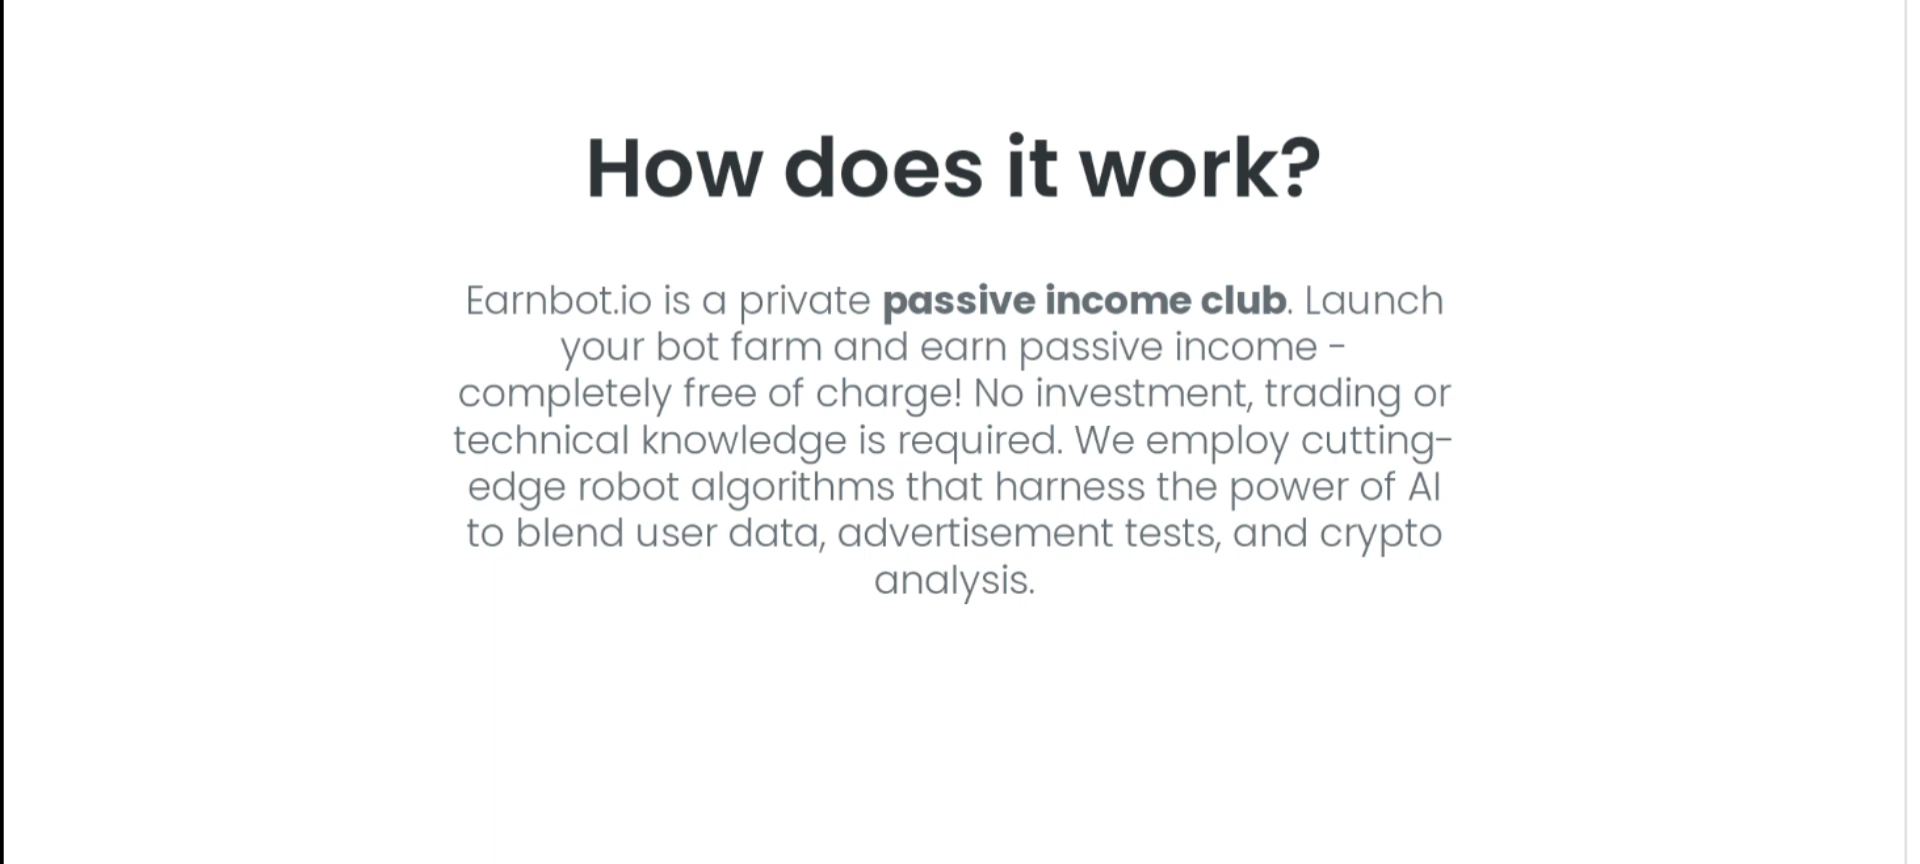 How does it work?
Earnbot.io is a private passive income club. Launch
your bot farm and earn passive income -
completely free of charge! No investment, trading or
technical knowledge is required. We employ cutting-
edge robot algorithms that harness the power of AI
to blend user data, advertisement tests, and crypto
analysis.